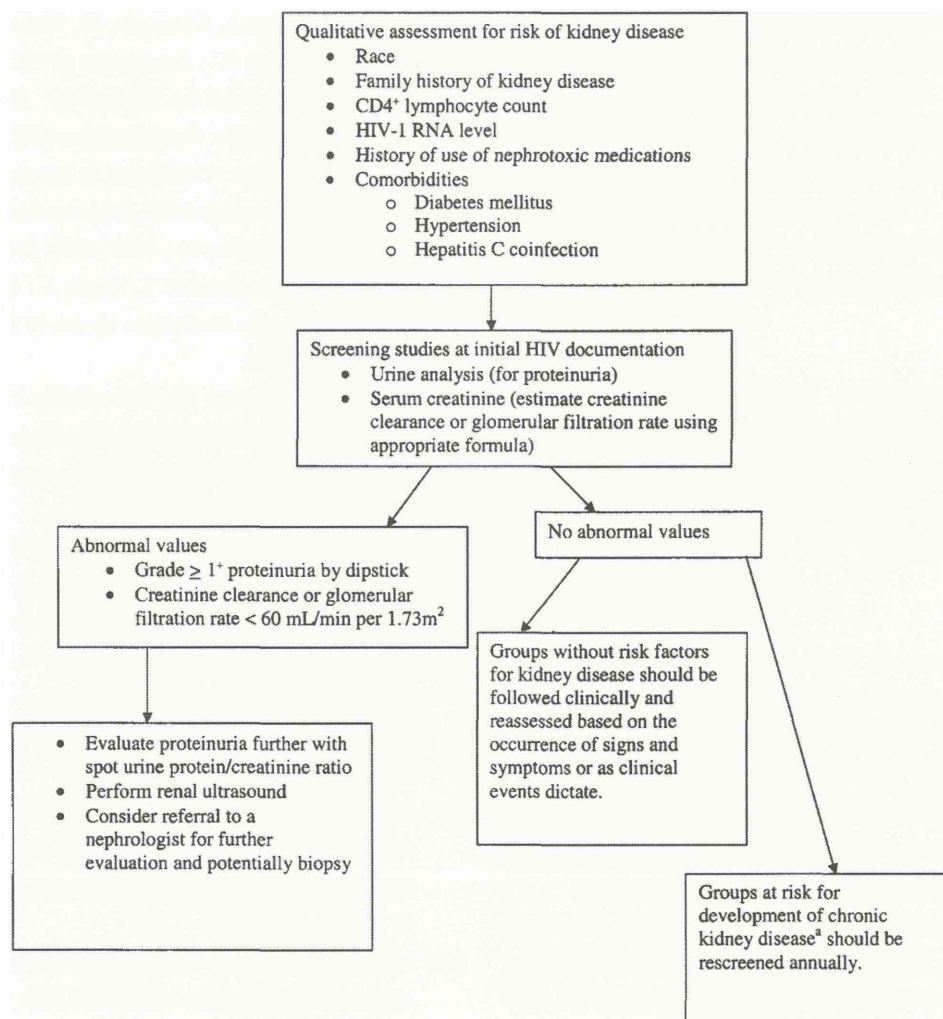 Qualitative assessment for risk of kidney disease
• Race
• Family history of kidney disease
• CD4⁺ lymphocyte count
• HIV-1 RNA level
• History of use of nephrotoxic medications
• Comorbidities
o Diabetes mellitus
o Hypertension
o Hepatitis C coinfection
Screening studies at initial HIV documentation
• Urine analysis (for proteinuria)
• Serum creatinine (estimate creatinine
clearance or glomerular filtration rate using
appropriate formula)
Abnormal values
• Grade ≥ 1⁺ proteinuria by dipstick
• Creatinine clearance or glomerular
filtration rate < 60 mL/min per 1.73m²
No abnormal values
• Evaluate proteinuria further with
spot urine protein/creatinine ratio
• Perform renal ultrasound
• Consider referral to a
nephrologist for further
evaluation and potentially biopsy
Groups without risk factors
for kidney disease should be
followed clinically and
reassessed based on the
occurrence of signs and
symptoms or as clinical
events dictate.
Groups at risk for
development of chronic
kidney diseaseᵃ should be
rescreened annually.